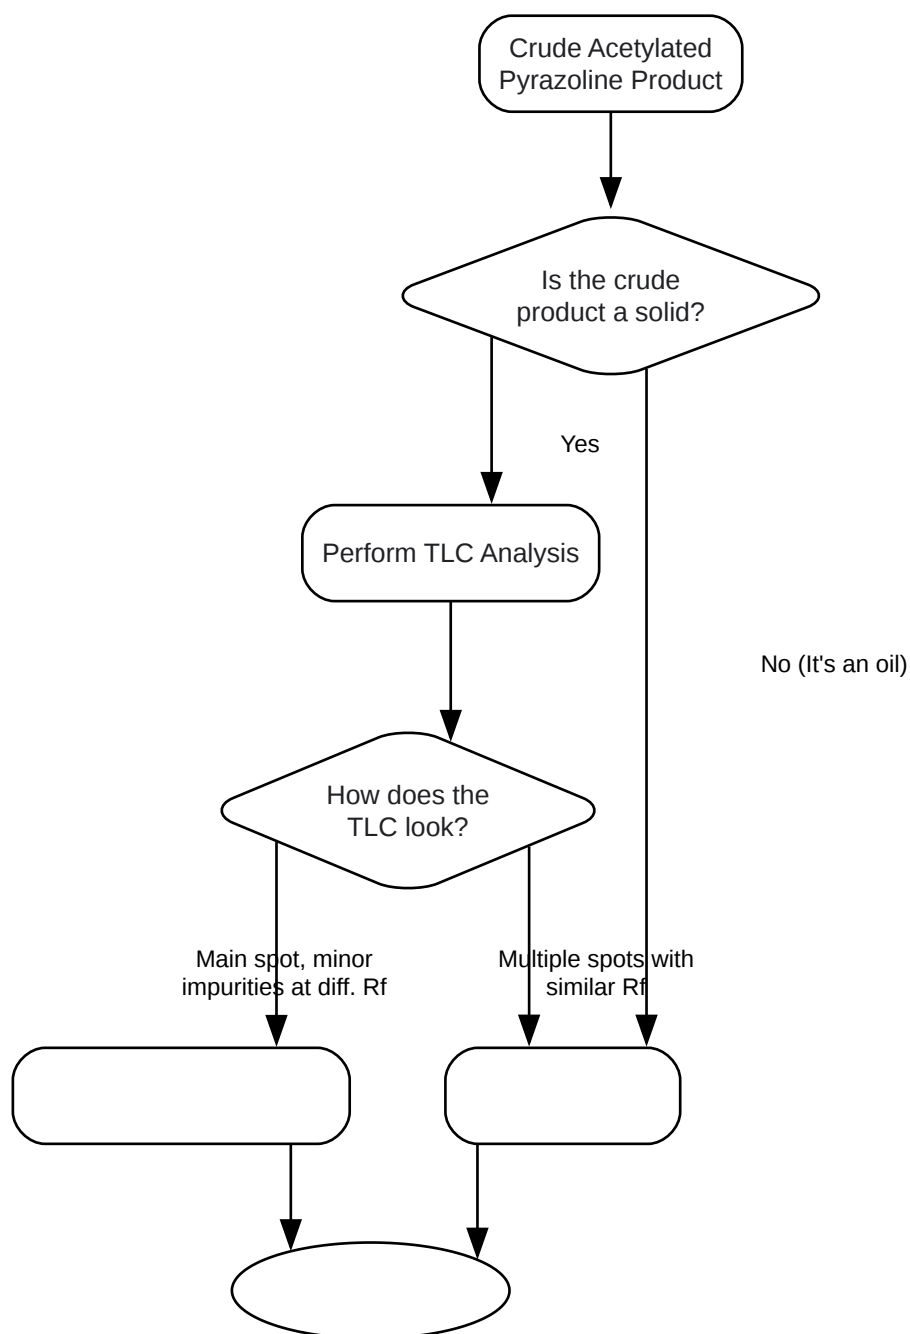 Crude Acetylated
Pyrazoline Product
Is the crude
product a solid?
Yes
Perform TLC Analysis
No (It's an oil)
How does the
TLC look?
Main spot, minor
impurities at diff. Rf
Multiple spots with
similar Rf